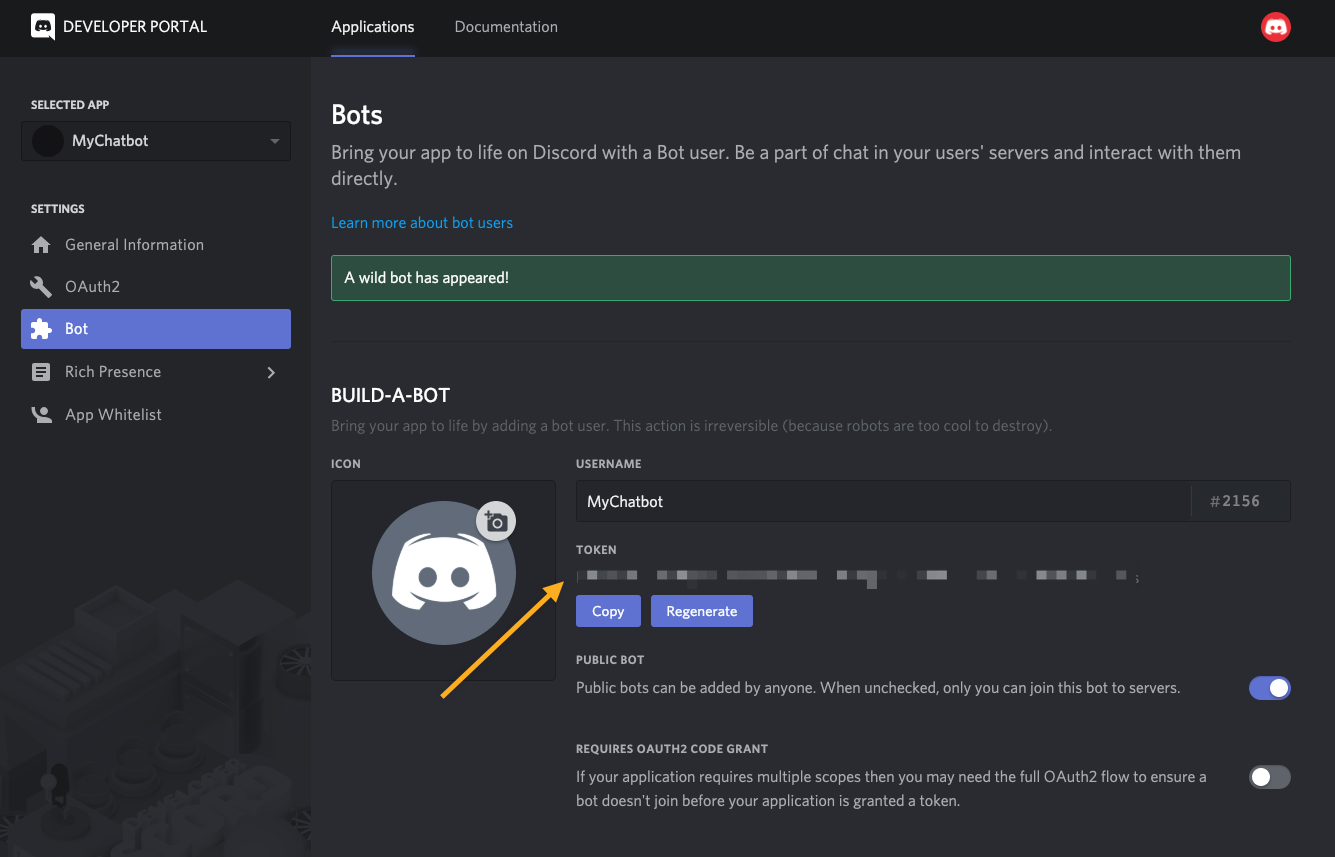 DEVELOPER PORTAL
Applications
Documentation
SELECTED APP
MyChatbot
SETTINGS
General Information
OAuth2
Bot
Rich Presence
App Whitelist
Bots
Bring your app to life on Discord with a Bot user. Be a part of chat in your users' servers and interact with them
directly.
Learn more about bot users
A wild bot has appeared!
BUILD-A-BOT
Bring your app to life by adding a bot user. This action is irreversible (because robots are too cool to destroy).
ICON
USERNAME
MyChatbot
#2156
TOKEN
Copy
Regenerate
PUBLIC BOT
Public bots can be added by anyone. When unchecked, only you can join this bot to servers.
REQUIRES OAUTH2 CODE GRANT
If your application requires multiple scopes then you may need the full OAuth2 flow to ensure a
bot doesn't join before your application is granted a token.